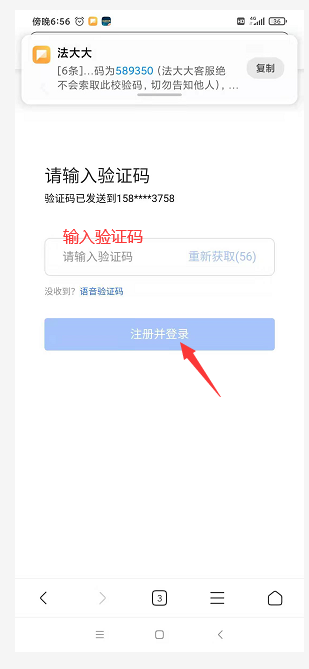 傍晚6:56
HD 4G 36
法大大
[6条]...码为589350（法大大客服绝
不会索取此校验码，切勿告知他人），...
复制
请输入验证码
验证码已发送到158****3758
输入验证码
请输入验证码 重新获取(56)
没收到？语音验证码
注册并登录
3